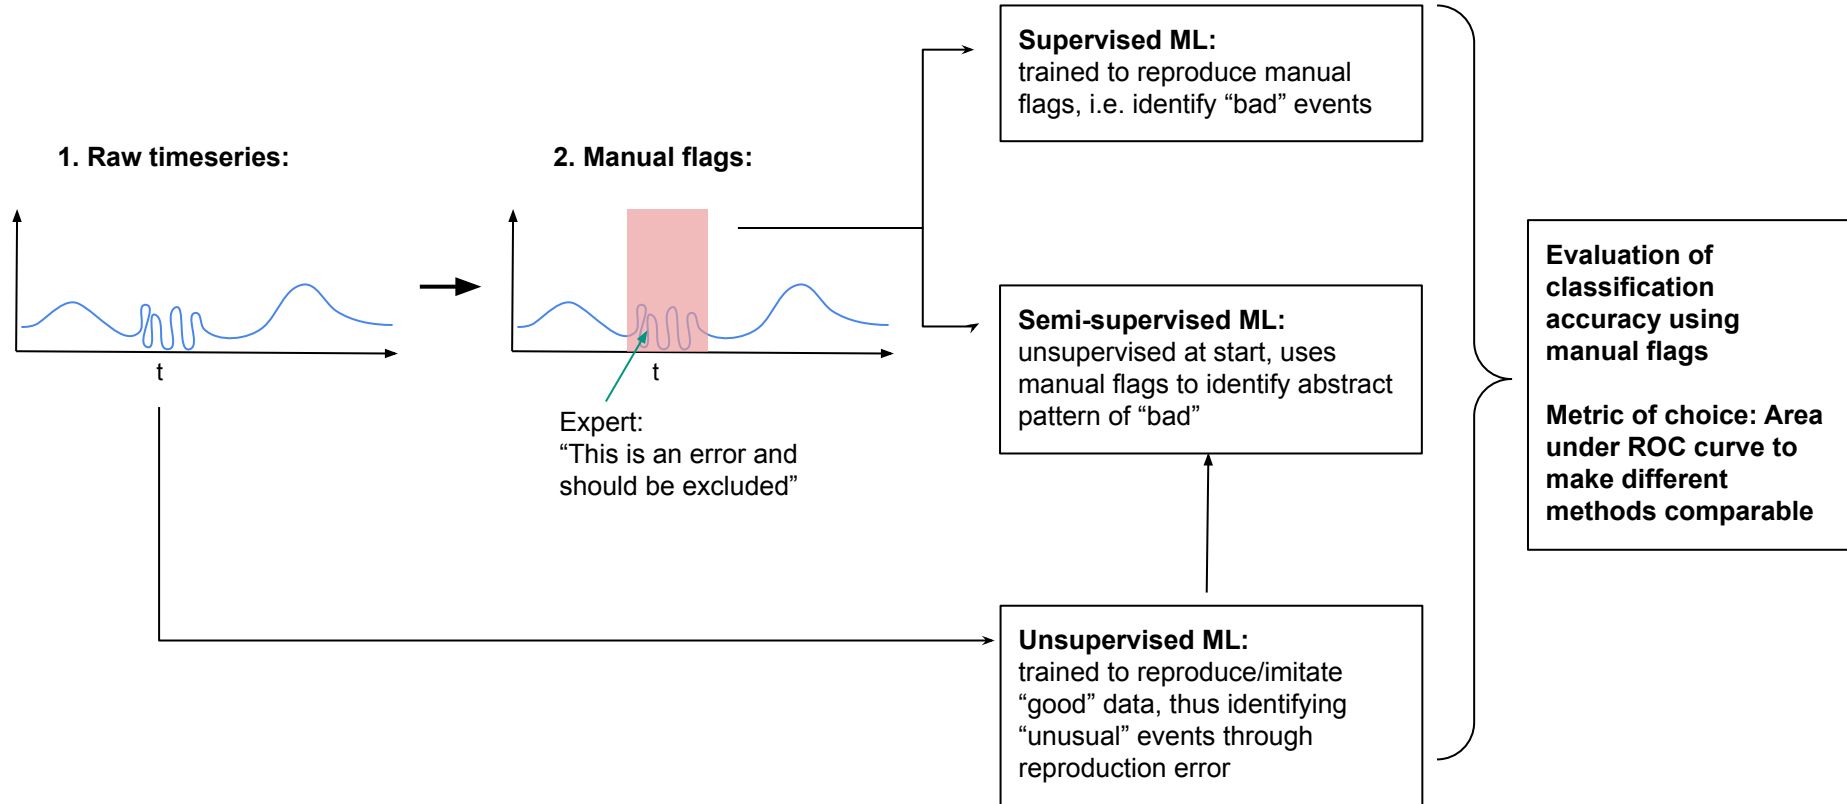 1. Raw timeseries:
t
2. Manual flags:
t
Expert:
“This is an error and
should be excluded”
Supervised ML:
trained to reproduce manual
flags, i.e. identify “bad” events
Semi-supervised ML:
unsupervised at start, uses
manual flags to identify abstract
pattern of “bad”
Unsupervised ML:
trained to reproduce/imitate
“good” data, thus identifying
“unusual” events through
reproduction error
Evaluation of
classification
accuracy using
manual flags
Metric of choice: Area
under ROC curve to
make different
methods comparable